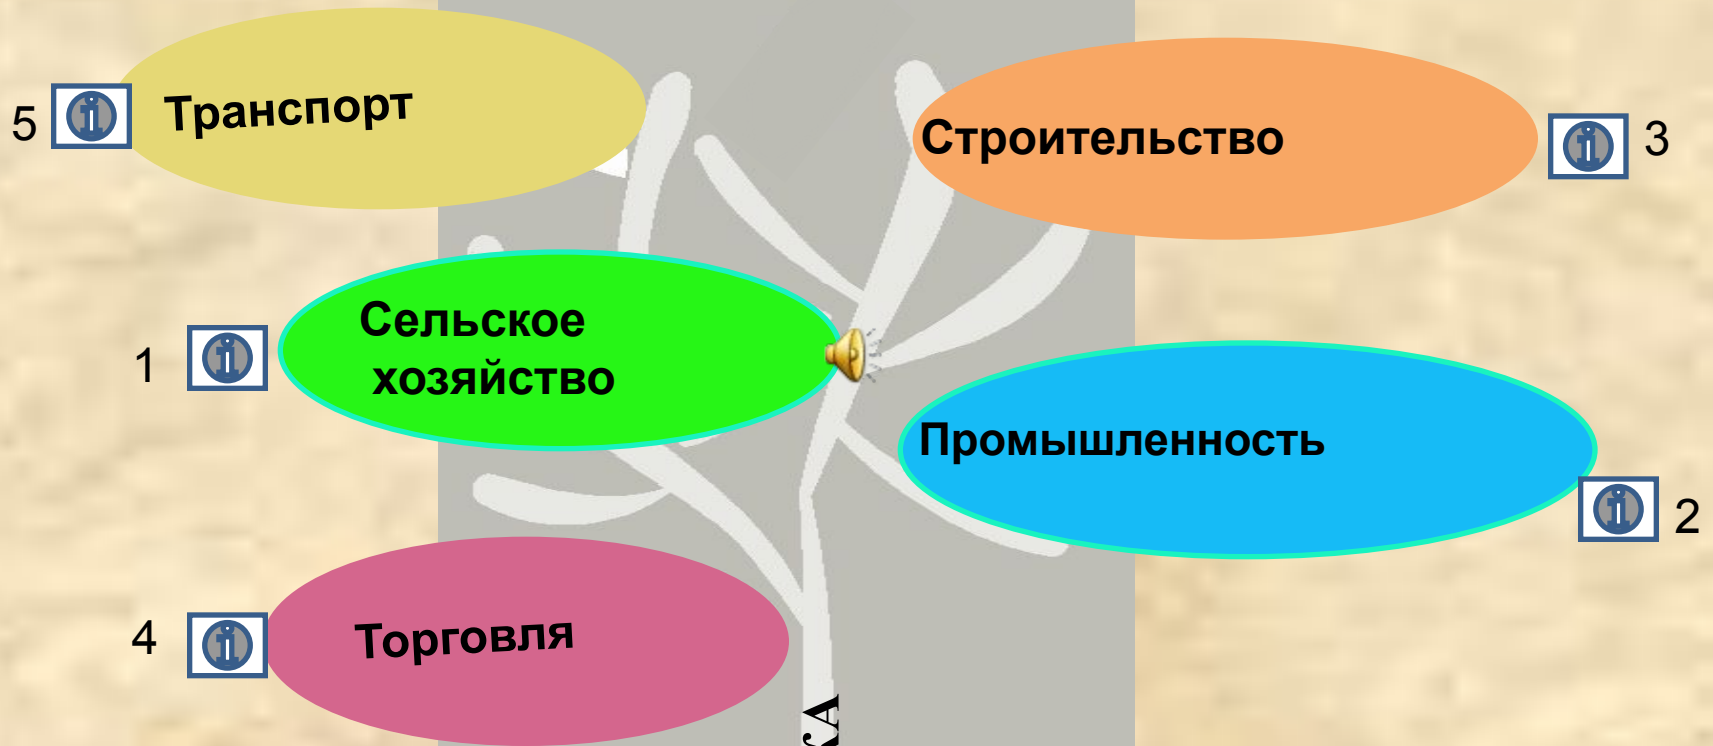 5
Транспорт
Строительство
3
1
Сельское
хозяйство
Промышленность
2
4
Торговля